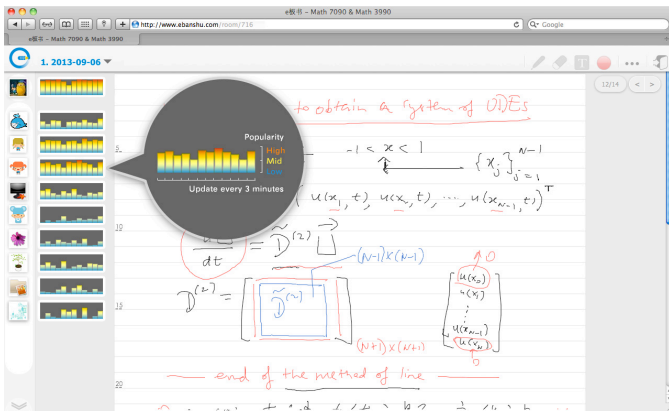 e板书 - Math 7090 & Math 3990
http://www.ebanshu.com/room/716
Google
e板书 - Math 7090 & Math 3990
1. 2013-09-06
12/14
to obtain a system of ODEs
5
-1 < x < 1
{x_j}_{j=1}^{N-1}
(u(x_1, t), u(x_2, t), ..., u(x_{N-1}, t))^T
10
dt = D̃^(2) U
(N-1)×(N-1)
0
D^(2) =
D̃^(2)
u(x_0)
u(x_1)
⋮
u(x_{N-1})
u(x_N)
15
(N+1)×(N+1)
0
end of the method of line
20
Popularity
High
Mid
Low
Update every 3 minutes